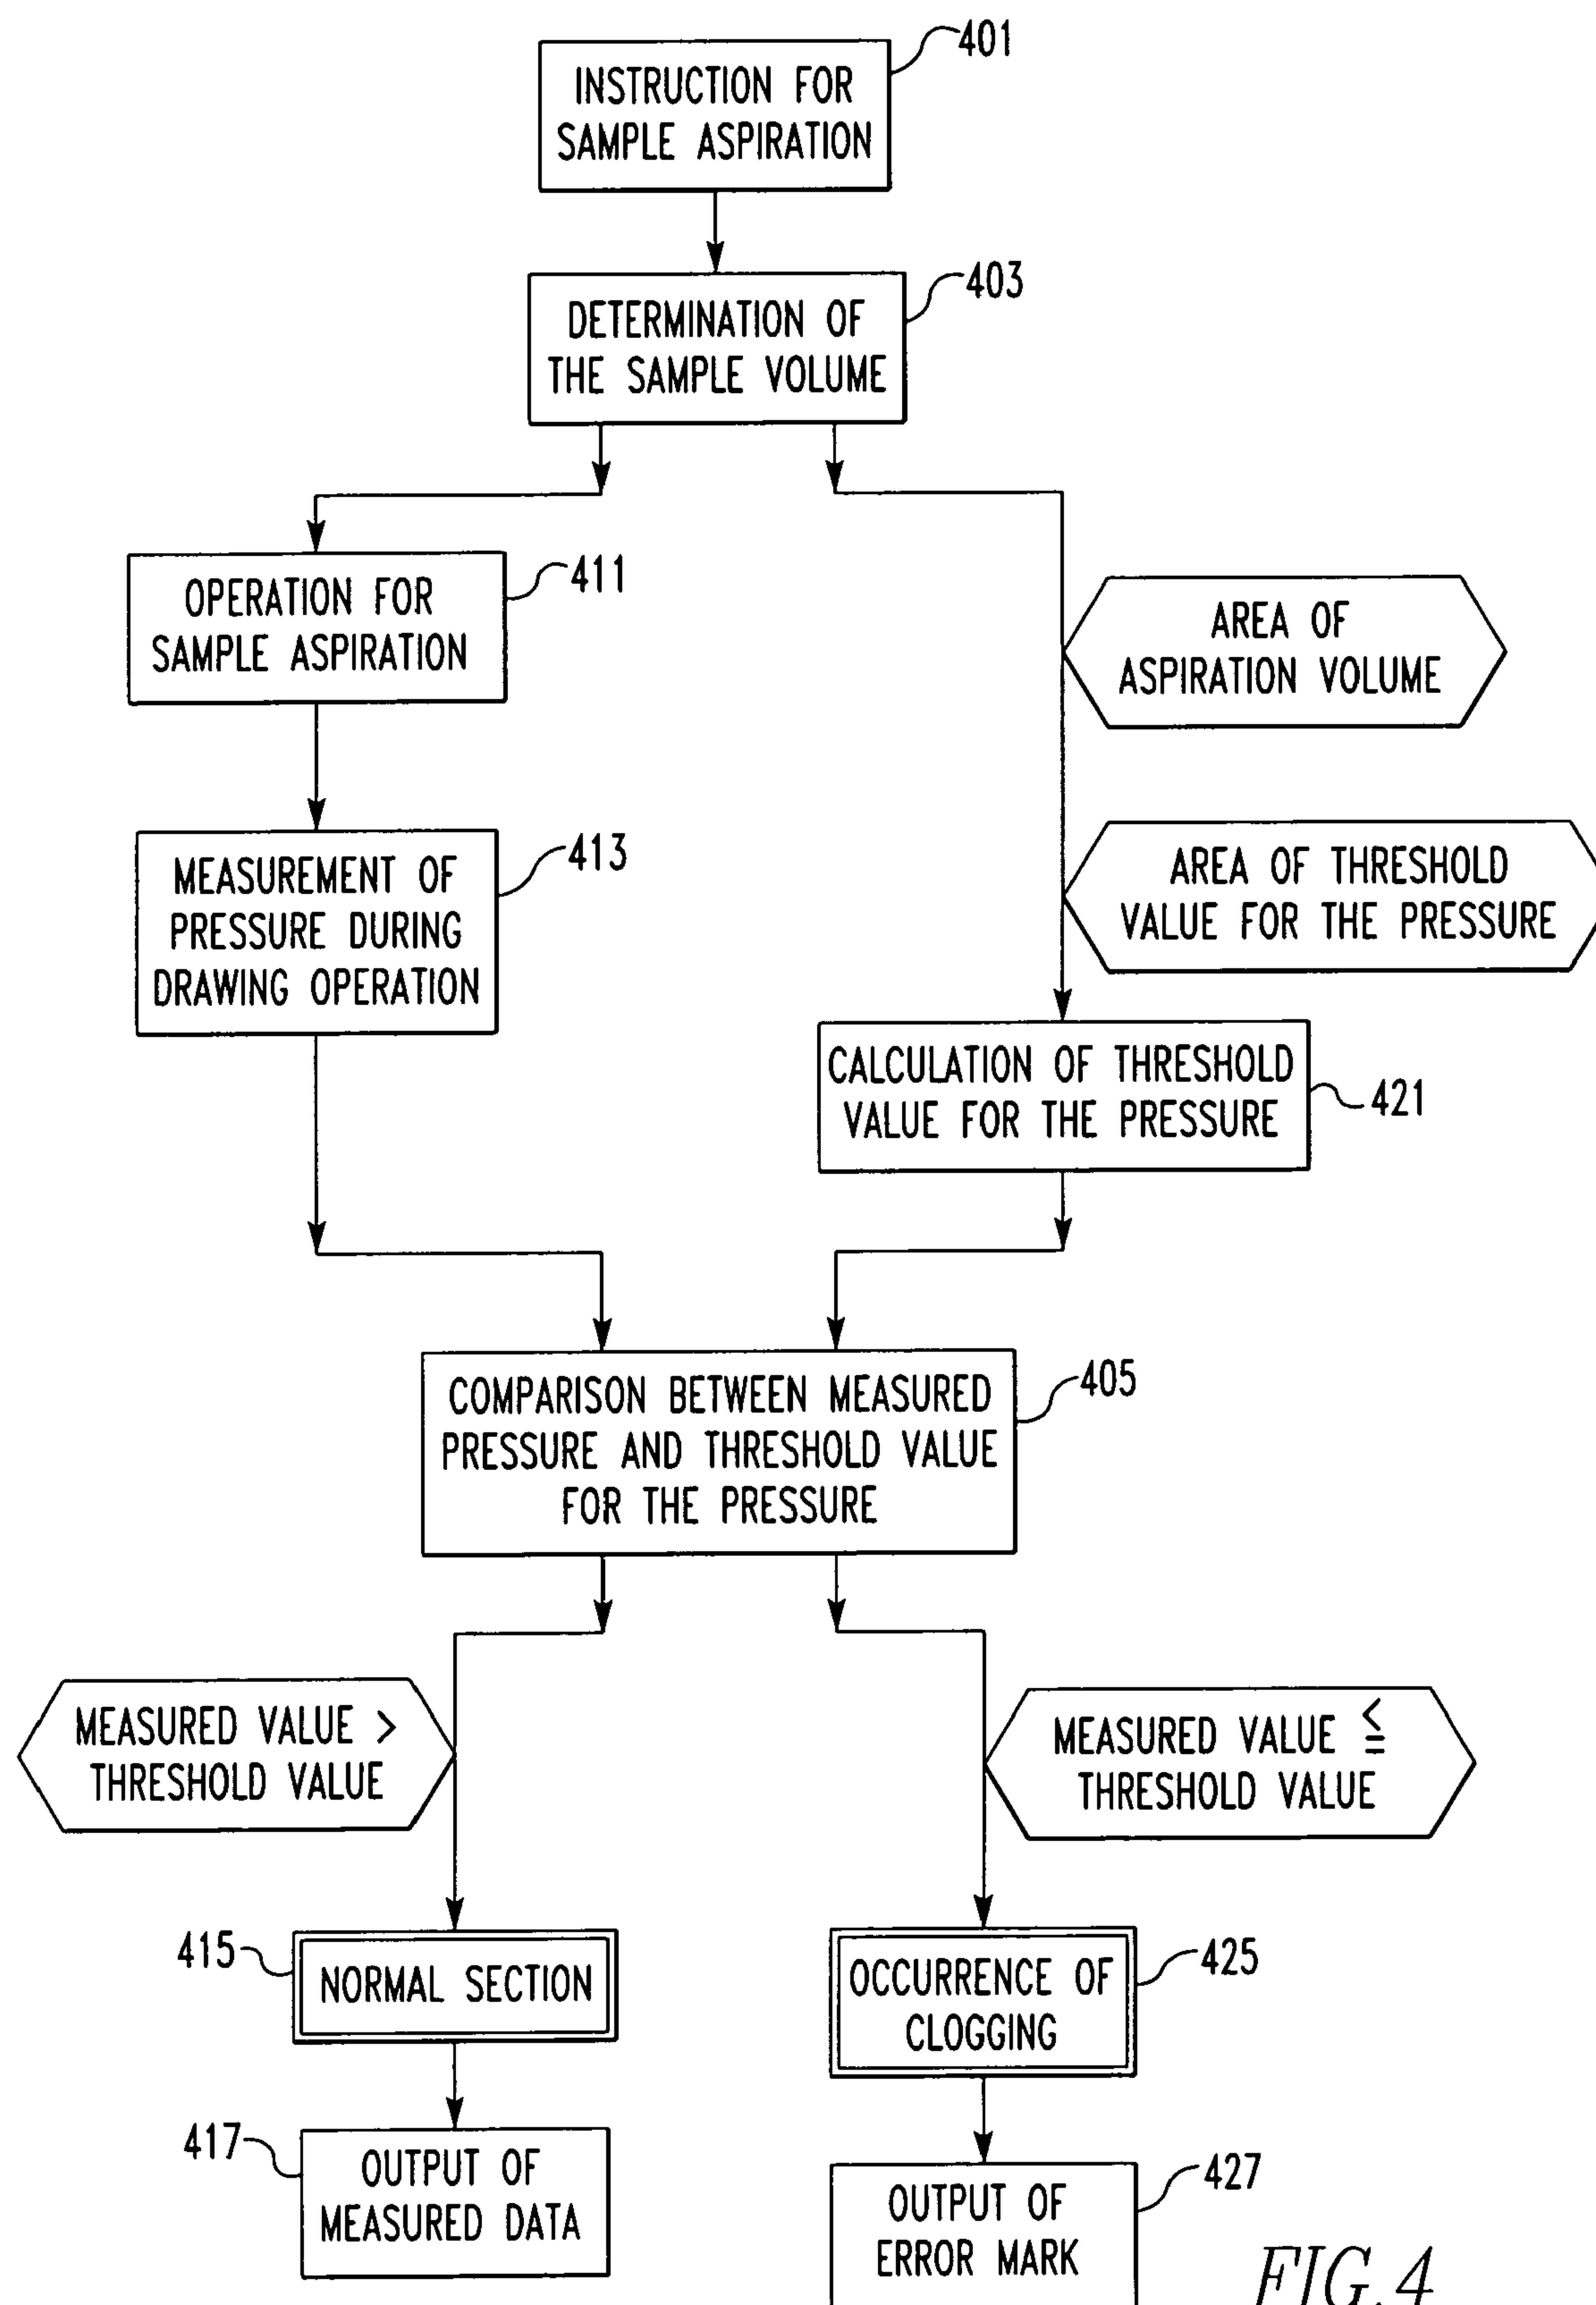 401
INSTRUCTION FOR
SAMPLE ASPIRATION
403
DETERMINATION OF
THE SAMPLE VOLUME
411
OPERATION FOR
SAMPLE ASPIRATION
AREA OF
ASPIRATION VOLUME
413
MEASUREMENT OF
PRESSURE DURING
DRAWING OPERATION
AREA OF THRESHOLD
VALUE FOR THE PRESSURE
CALCULATION OF THRESHOLD
VALUE FOR THE PRESSURE
421
405
COMPARISON BETWEEN MEASURED
PRESSURE AND THRESHOLD VALUE
FOR THE PRESSURE
MEASURED VALUE >
THRESHOLD VALUE
MEASURED VALUE ≦
THRESHOLD VALUE
415
NORMAL SECTION
425
OCCURRENCE OF
CLOGGING
417
OUTPUT OF
MEASURED DATA
427
OUTPUT OF
ERROR MARK
FIG.4